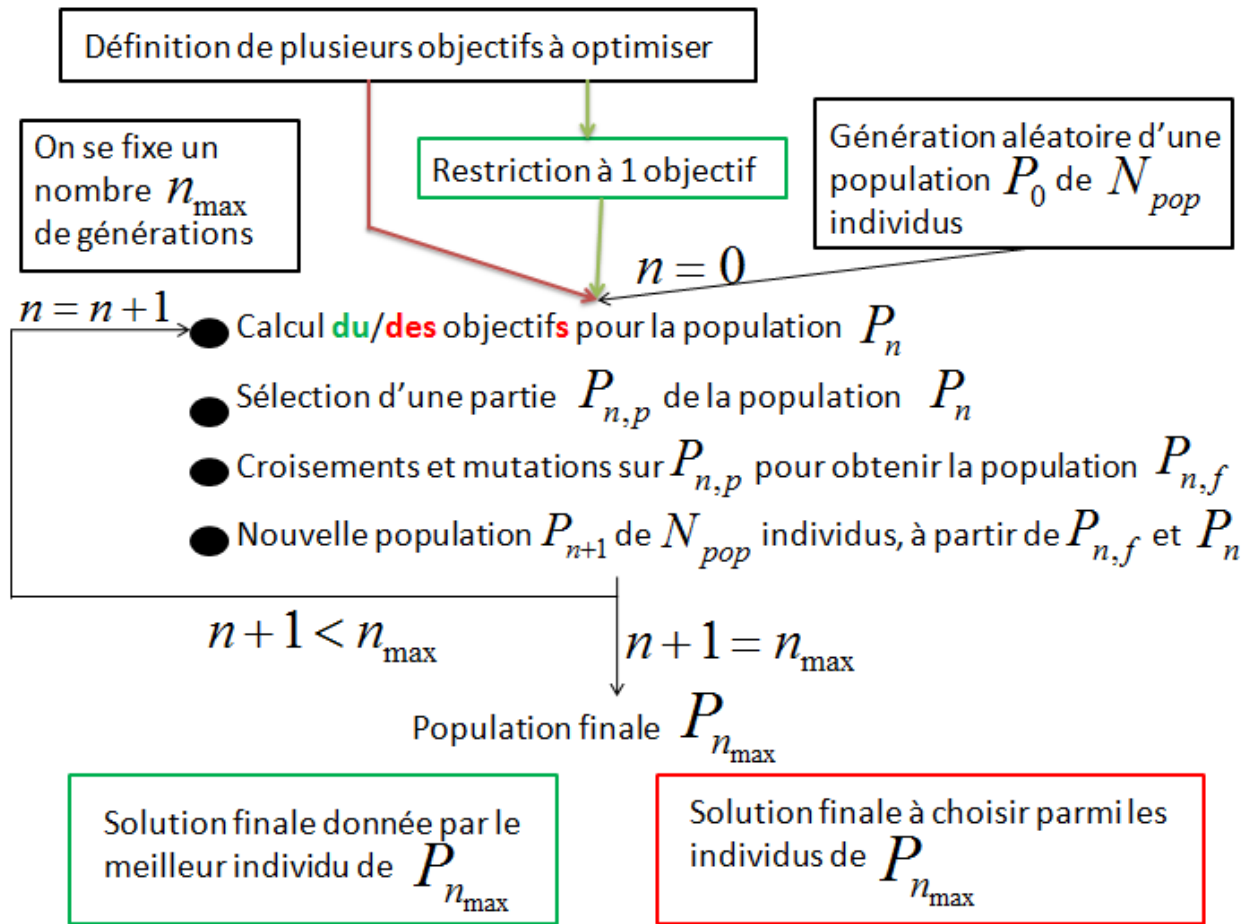 Définition de plusieurs objectifs à optimiser
On se fixe un
nombre n_max
de générations
Restriction à 1 objectif
Génération aléatoire d'une
population P_0 de N_pop
individus
n = 0
n = n+1
Calcul du/des objectifs pour la population P_n
Sélection d'une partie P_n,p de la population P_n
Croisements et mutations sur P_n,p pour obtenir la population P_n,f
Nouvelle population P_n+1 de N_pop individus, à partir de P_n,f et P_n
n+1 < n_max
n+1 = n_max
Population finale P_n_max
Solution finale donnée par le
meilleur individu de P_n_max
Solution finale à choisir parmi les
individus de P_n_max